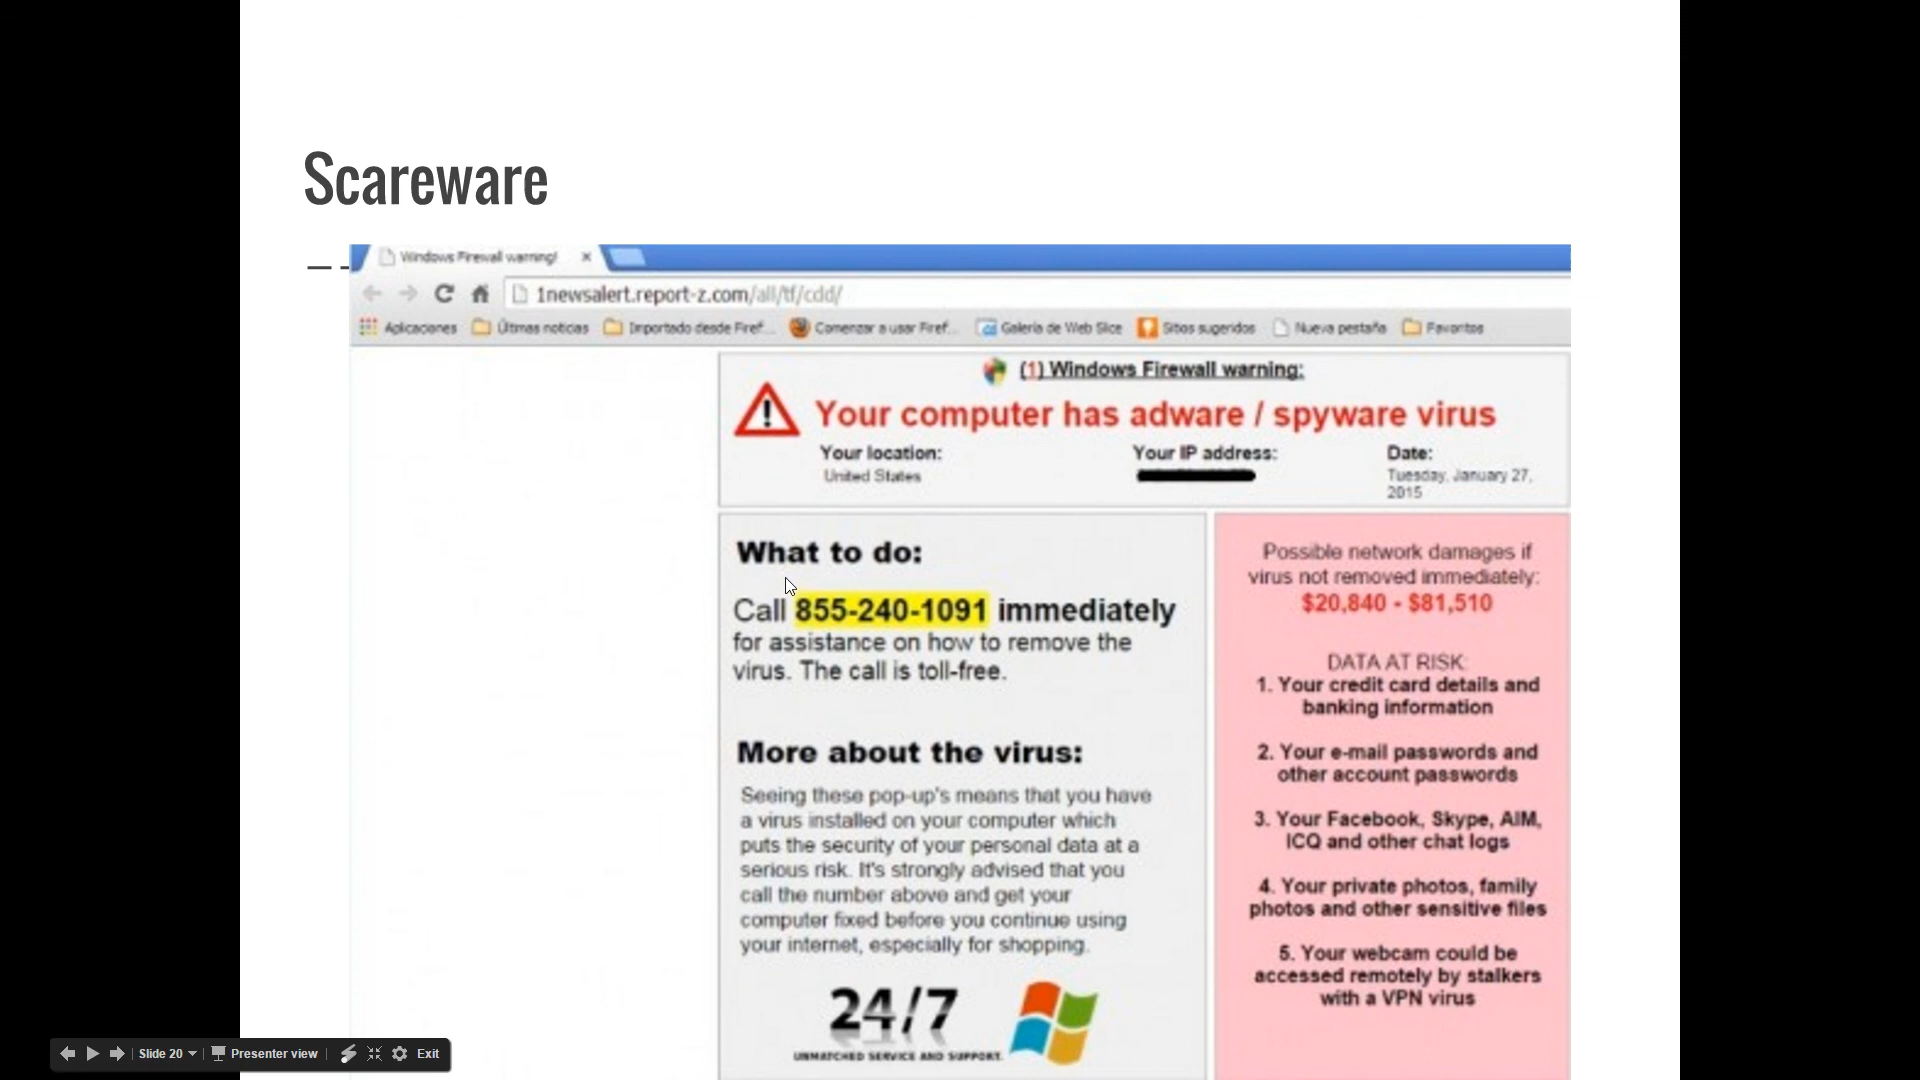 Scareware
Windows Firewall warning!
1newsalert.report-z.com/all/tf/cdd/
Aplicaciones
Últimas noticias
Importado desde Firef...
Comenzar a usar Firef...
Galería de Web Slice
Sitios sugeridos
Nueva pestaña
Favoritos
(1) Windows Firewall warning:
Your computer has adware / spyware virus
Your location:
United States
Your IP address:
Date:
Tuesday, January 27,
2015
What to do:
Call 855-240-1091 immediately
for assistance on how to remove the
virus. The call is toll-free.
More about the virus:
Seeing these pop-up's means that you have
a virus installed on your computer which
puts the security of your personal data at a
serious risk. It's strongly advised that you
call the number above and get your
computer fixed before you continue using
your internet, especially for shopping.
24/7
UNMATCHED SERVICE AND SUPPORT.
Possible network damages if
virus not removed immediately:
$20,840 - $81,510
DATA AT RISK:
1. Your credit card details and
banking information
2. Your e-mail passwords and
other account passwords
3. Your Facebook, Skype, AIM,
ICQ and other chat logs
4. Your private photos, family
photos and other sensitive files
5. Your webcam could be
accessed remotely by stalkers
with a VPN virus
Slide 20
Presenter view
Exit